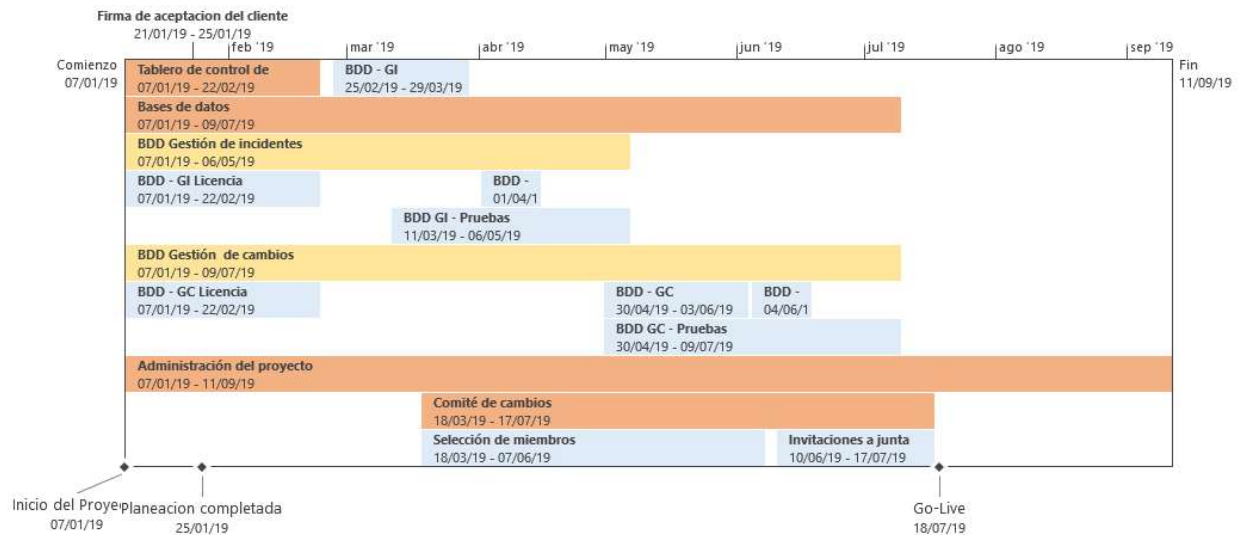 Firma de aceptacion del cliente
21/01/19 - 25/01/19
feb '19 mar '19 abr '19 may '19 jun '19 jul '19 ago '19 sep '19
Comienzo
07/01/19
Fin
11/09/19
Tablero de control de
07/01/19 - 22/02/19
BDD - GI
25/02/19 - 29/03/19
Bases de datos
07/01/19 - 09/07/19
BDD Gestión de incidentes
07/01/19 - 06/05/19
BDD - GI Licencia
07/01/19 - 22/02/19
BDD -
01/04/1
BDD GI - Pruebas
11/03/19 - 06/05/19
BDD Gestión de cambios
07/01/19 - 09/07/19
BDD - GC Licencia
07/01/19 - 22/02/19
BDD - GC
30/04/19 - 03/06/19
BDD -
04/06/1
BDD GC - Pruebas
30/04/19 - 09/07/19
Administración del proyecto
07/01/19 - 11/09/19
Comité de cambios
18/03/19 - 17/07/19
Selección de miembros
18/03/19 - 07/06/19
Invitaciones a junta
10/06/19 - 17/07/19
Inicio del Proye
07/01/19
Planeacion completada
25/01/19
Go-Live
18/07/19